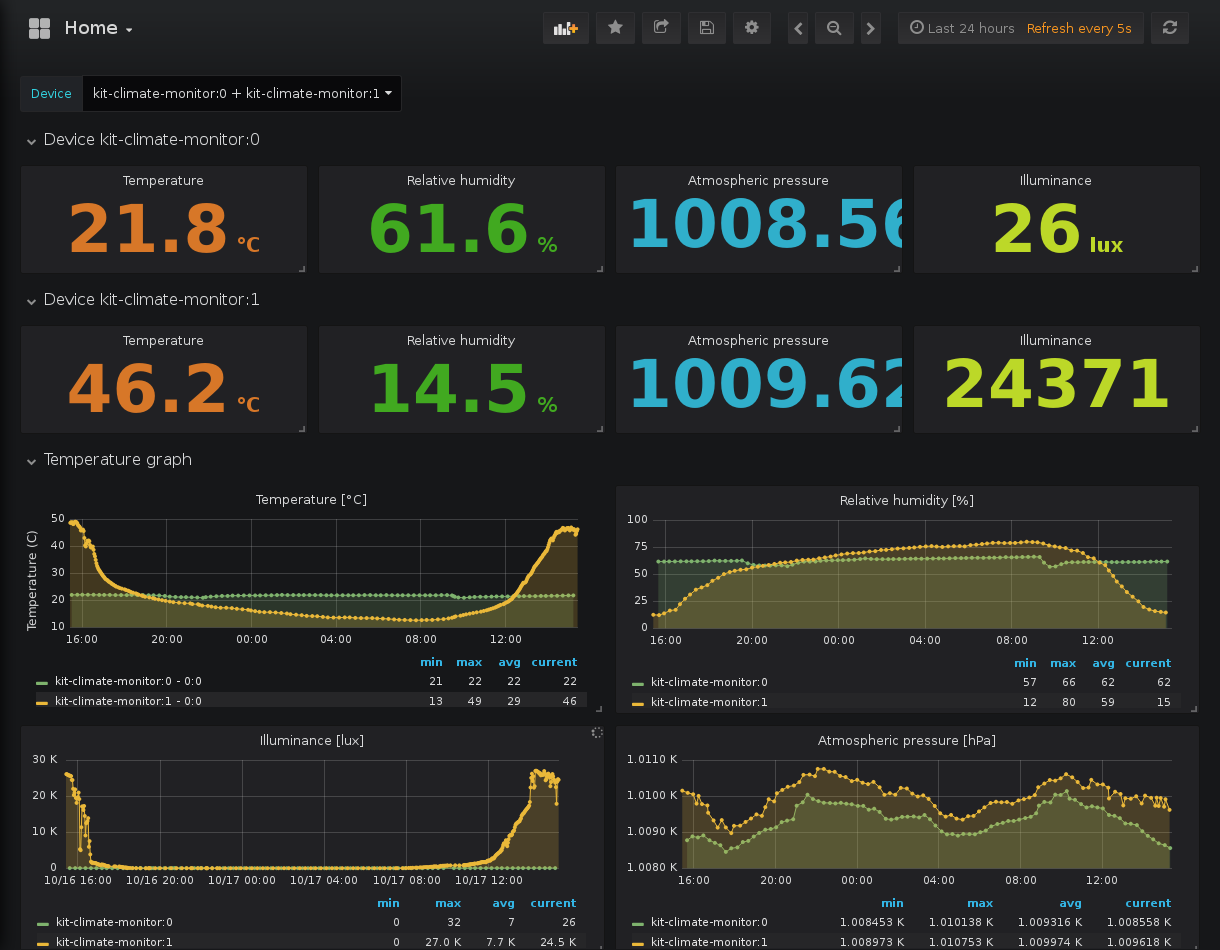 Home
Last 24 hours Refresh every 5s
Device kit-climate-monitor:0 + kit-climate-monitor:1
Device kit-climate-monitor:0
Temperature Relative humidity Atmospheric pressure Illuminance
21.8 °C 61.6 % 1008.56 26 lux
Device kit-climate-monitor:1
Temperature Relative humidity Atmospheric pressure Illuminance
46.2 °C 14.5 % 1009.62 24371
Temperature graph
Temperature [°C]
Temperature (C)
50
40
30
20
10
16:00 20:00 00:00 04:00 08:00 12:00
min max avg current
kit-climate-monitor:0 - 0:0 21 22 22 22
kit-climate-monitor:1 - 0:0 13 49 29 46
Relative humidity [%]
100
75
50
25
0
16:00 20:00 00:00 04:00 08:00 12:00
min max avg current
kit-climate-monitor:0 57 66 62 62
kit-climate-monitor:1 12 80 59 15
Illuminance [lux]
30 K
20 K
10 K
0
10/16 16:00 10/16 20:00 10/17 00:00 10/17 04:00 10/17 08:00 10/17 12:00
min max avg current
kit-climate-monitor:0 0 32 7 26
kit-climate-monitor:1 0 27.0 K 7.7 K 24.5 K
Atmospheric pressure [hPa]
1.0110 K
1.0100 K
1.0090 K
1.0080 K
16:00 20:00 00:00 04:00 08:00 12:00
min max avg current
kit-climate-monitor:0 1.008453 K 1.010138 K 1.009316 K 1.008558 K
kit-climate-monitor:1 1.008973 K 1.010753 K 1.009974 K 1.009618 K